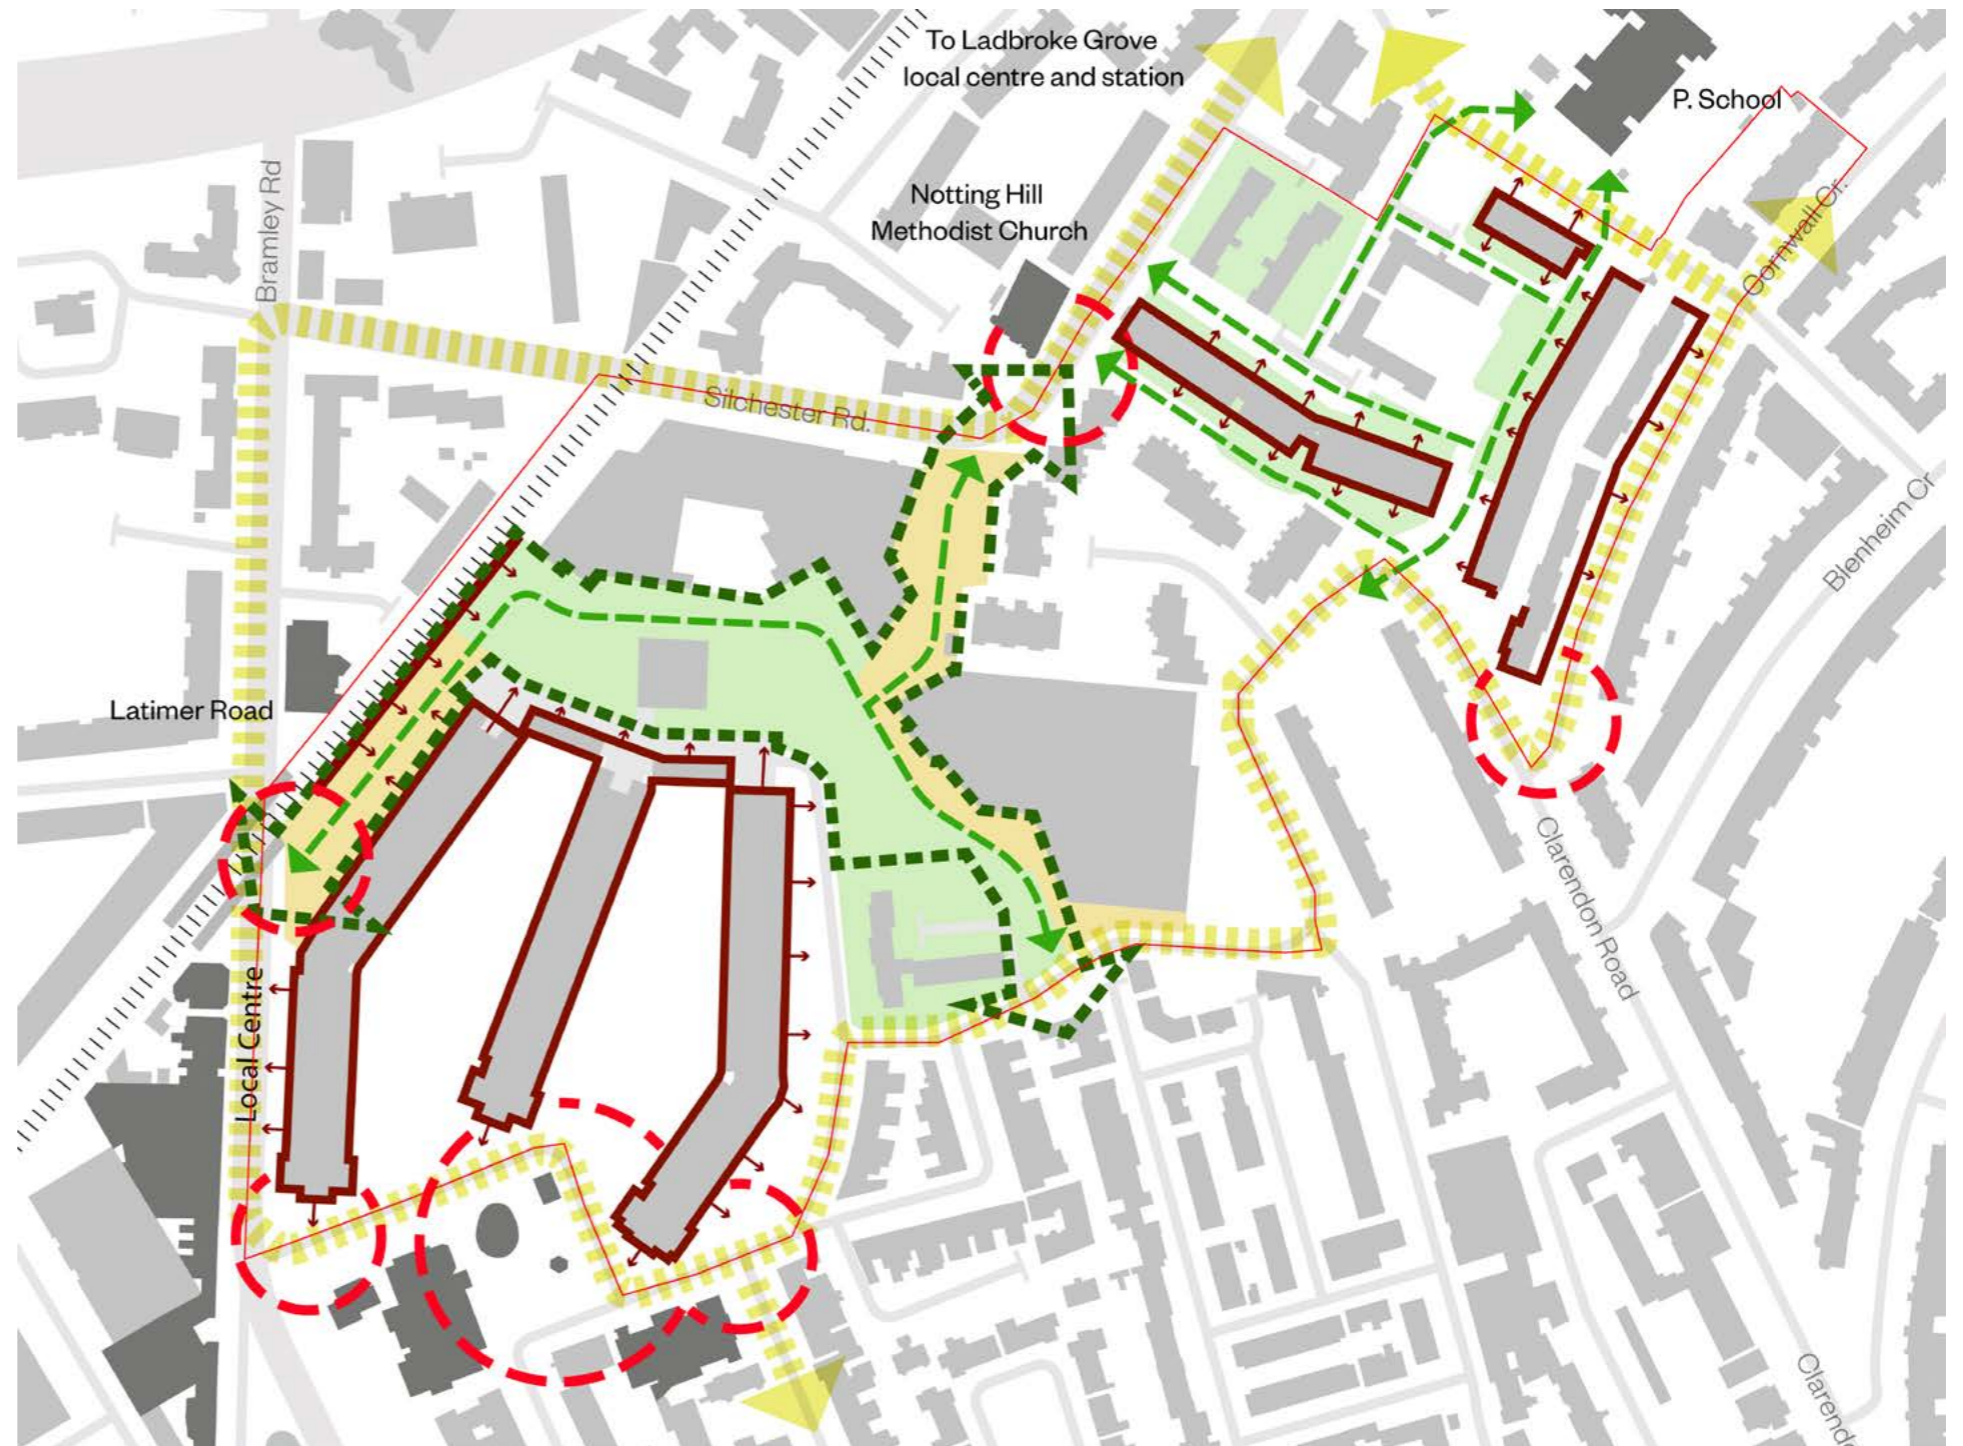 To Ladbroke Grove
local centre and station
P. School
Bramley Rd
Notting Hill
Methodist Church
Cornwall Cr.
Silchester Rd.
Blenheim Cr
Latimer Road
Clarendon Road
Local Centre
Clarend